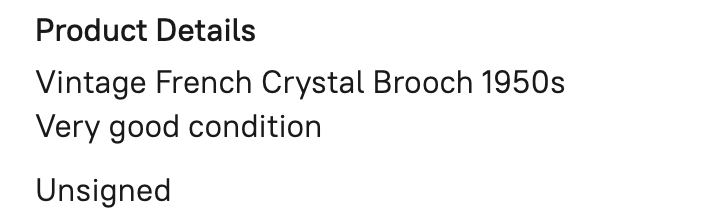 Product Details
Vintage French Crystal Brooch 1950s
Very good condition
Unsigned